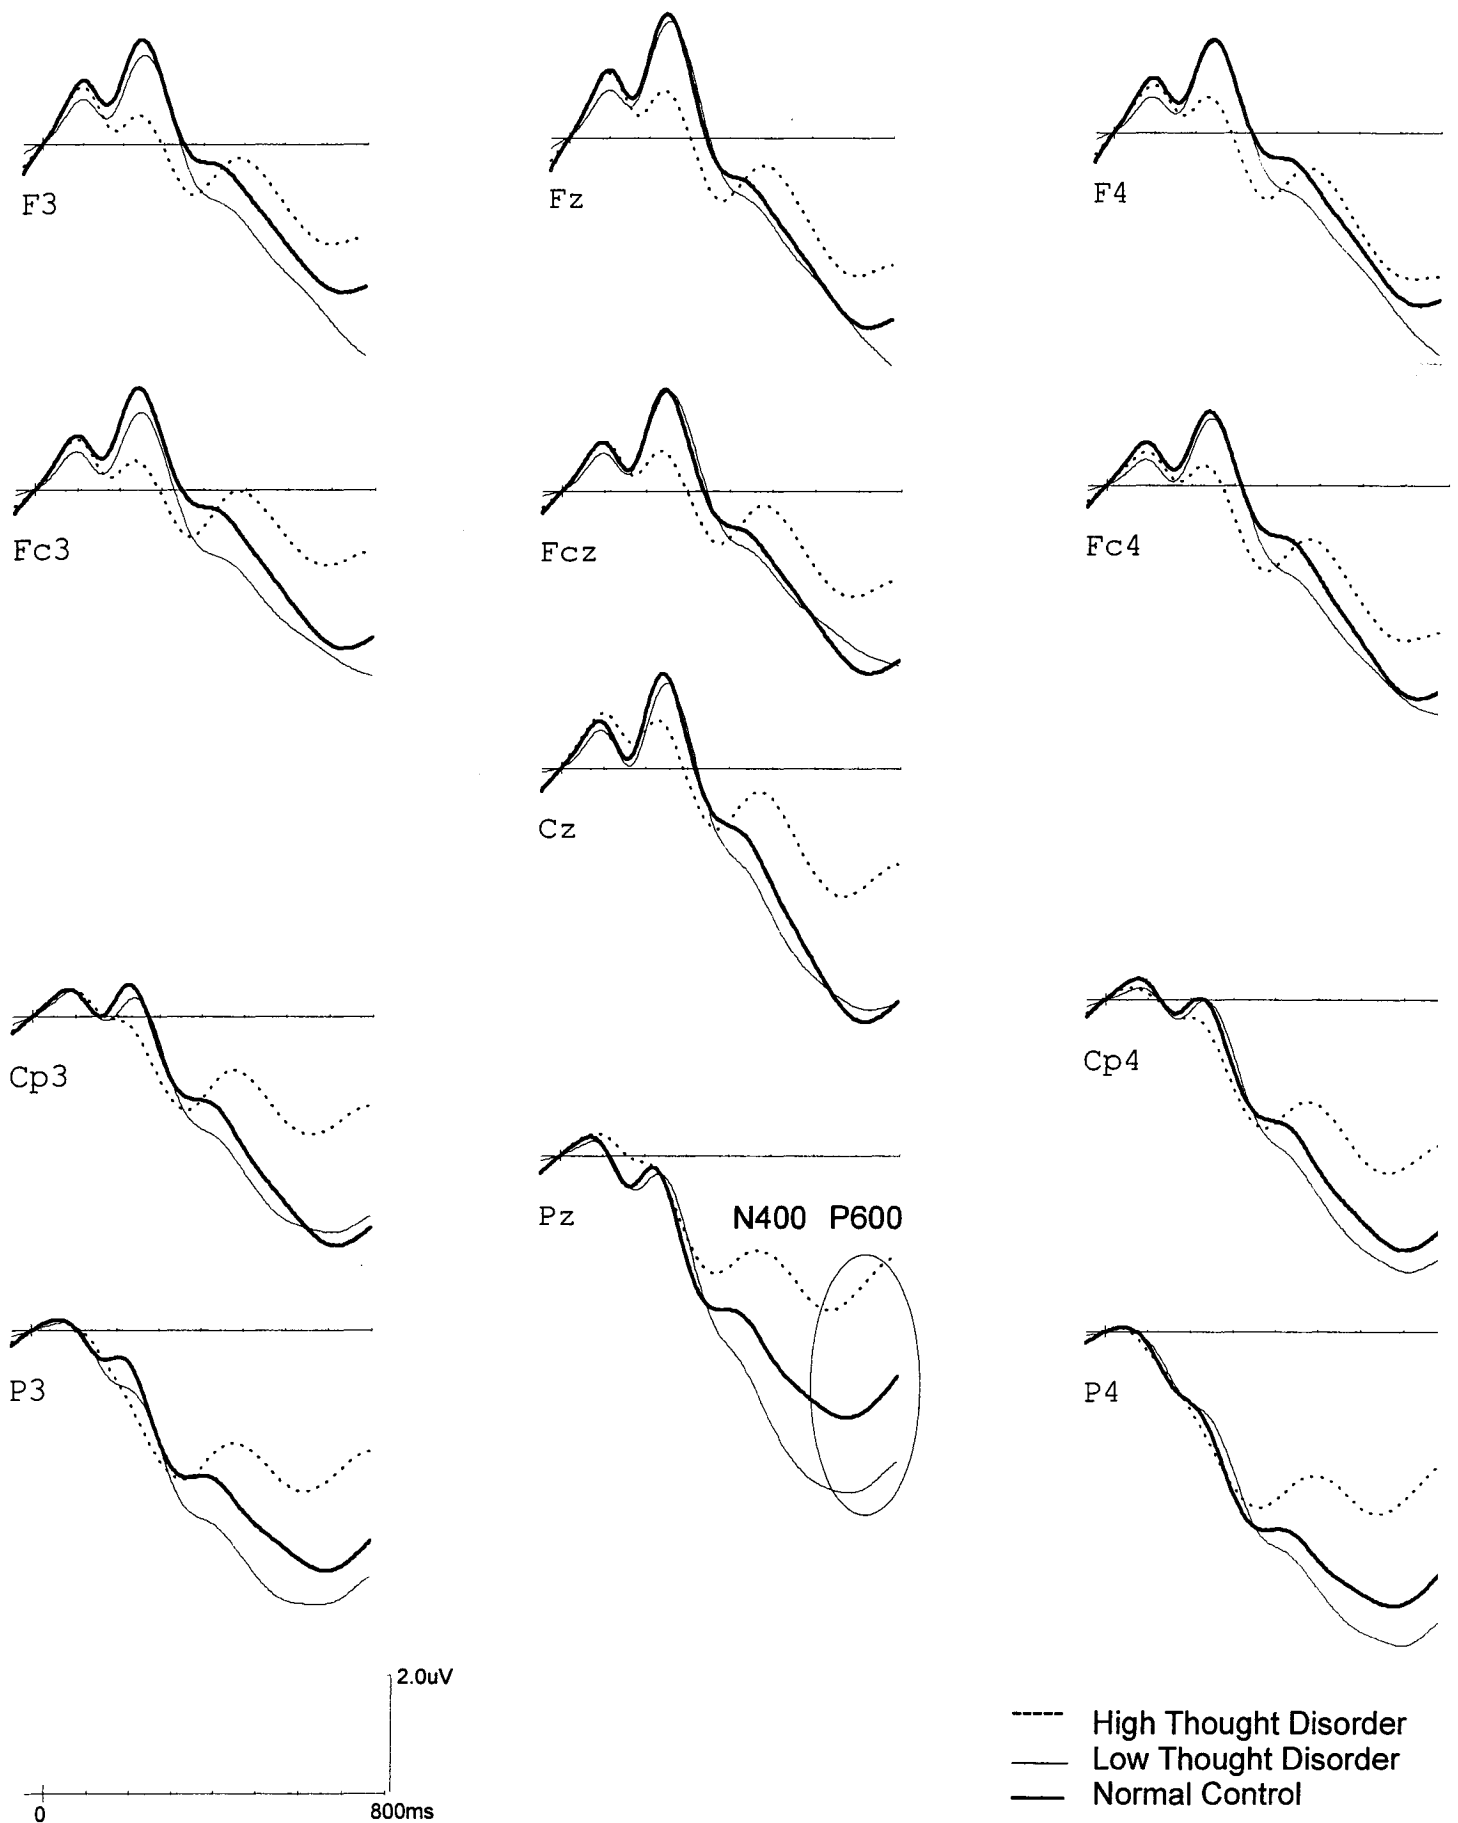 F3
Fz
F4
Fc3
Fcz
Fc4
Cz
Cp3
Cp4
Pz
N400 P600
P3
P4
2.0uV
0
800ms
High Thought Disorder
Low Thought Disorder
Normal Control